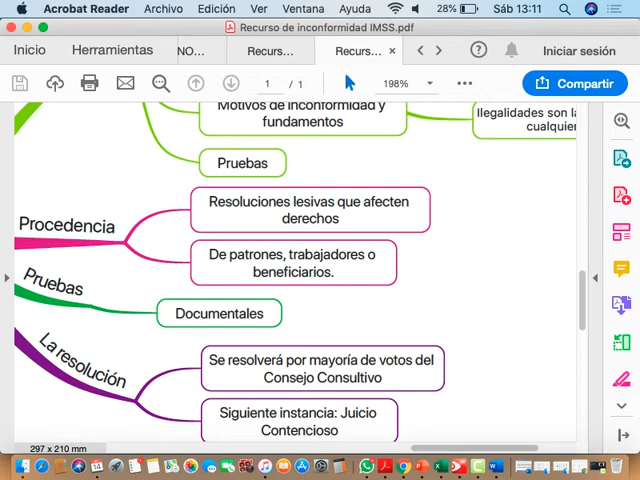 Acrobat Reader Archivo Edición Ver Ventana Ayuda 28% Sáb 13:11
Recurso de inconformidad IMSS.pdf
Inicio Herramientas NO... Recurs... Recurs... × Iniciar sesión
1 / 1 198% Compartir
Motivos de inconformidad y
fundamentos
Ilegalidades son la
cualquier
Pruebas
Procedencia
Resoluciones lesivas que afecten
derechos
De patrones, trabajadores o
beneficiarios.
Pruebas
Documentales
La resolución
Se resolverá por mayoría de votos del
Consejo Consultivo
Siguiente instancia: Juicio
Contencioso
297 x 210 mm
14